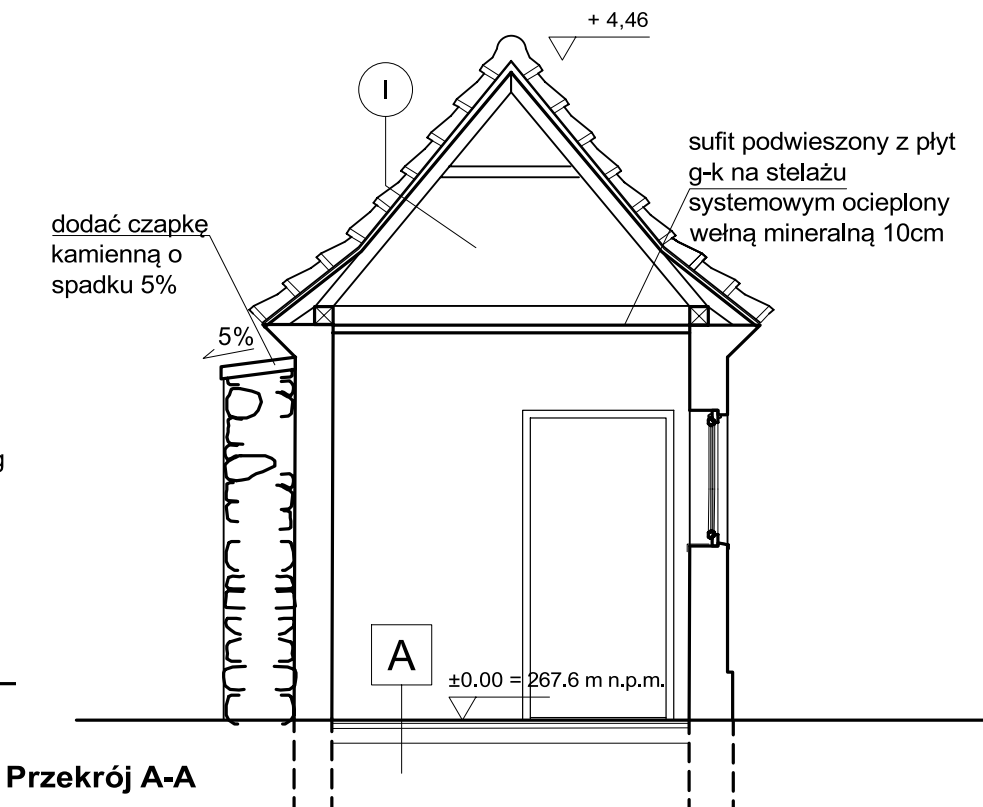 + 4,46
I
sufit podwieszony z płyt
g-k na stelażu
systemowym ocieplony
wełną mineralną 10cm
dodać czapkę
kamienną o
spadku 5%
5%
g
A
±0.00 = 267.6 m n.p.m.
Przekrój A-A